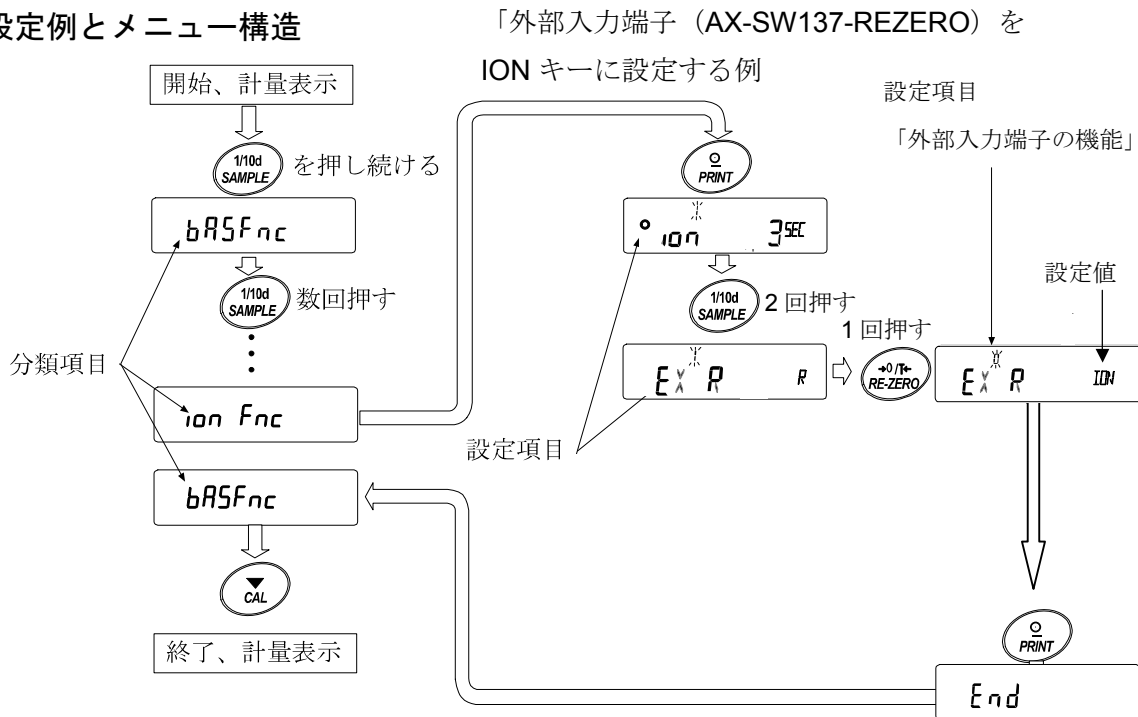 設定例とメニュー構造
「外部入力端子（AX-SW137-REZERO）を
ION キーに設定する例
開始、計量表示
1/10d
SAMPLE
を押し続ける
bASFnc
1/10d
SAMPLE
数回押す
分類項目
ion Fnc
bASFnc
CAL
終了、計量表示
PRINT
ion 3SEC
1/10d
SAMPLE
2 回押す
EX R R
設定項目
1 回押す
→0/T←
RE-ZERO
設定項目
「外部入力端子の機能」
設定値
EX R ION
PRINT
End